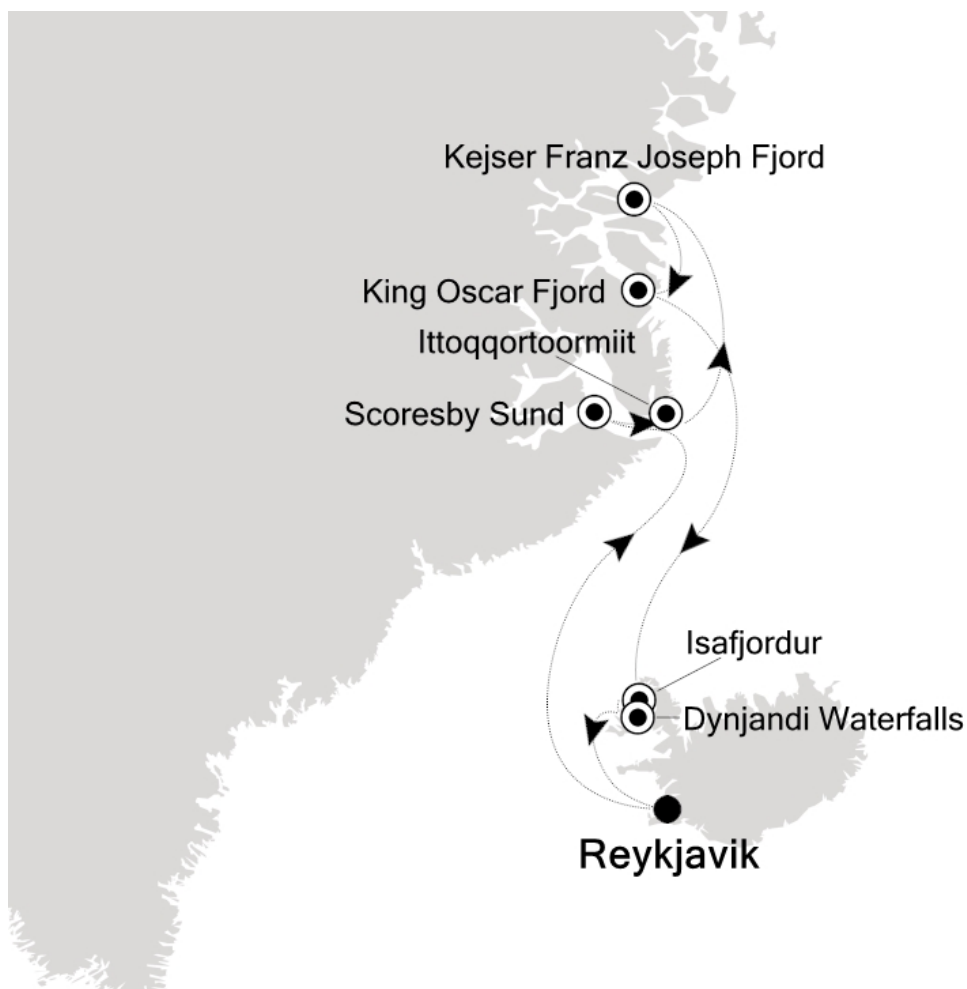 Kejser Franz Joseph Fjord
King Oscar Fjord
Ittoqqortoormiit
Scoresby Sund
Isafjordur
Dynjandi Waterfalls
Reykjavik